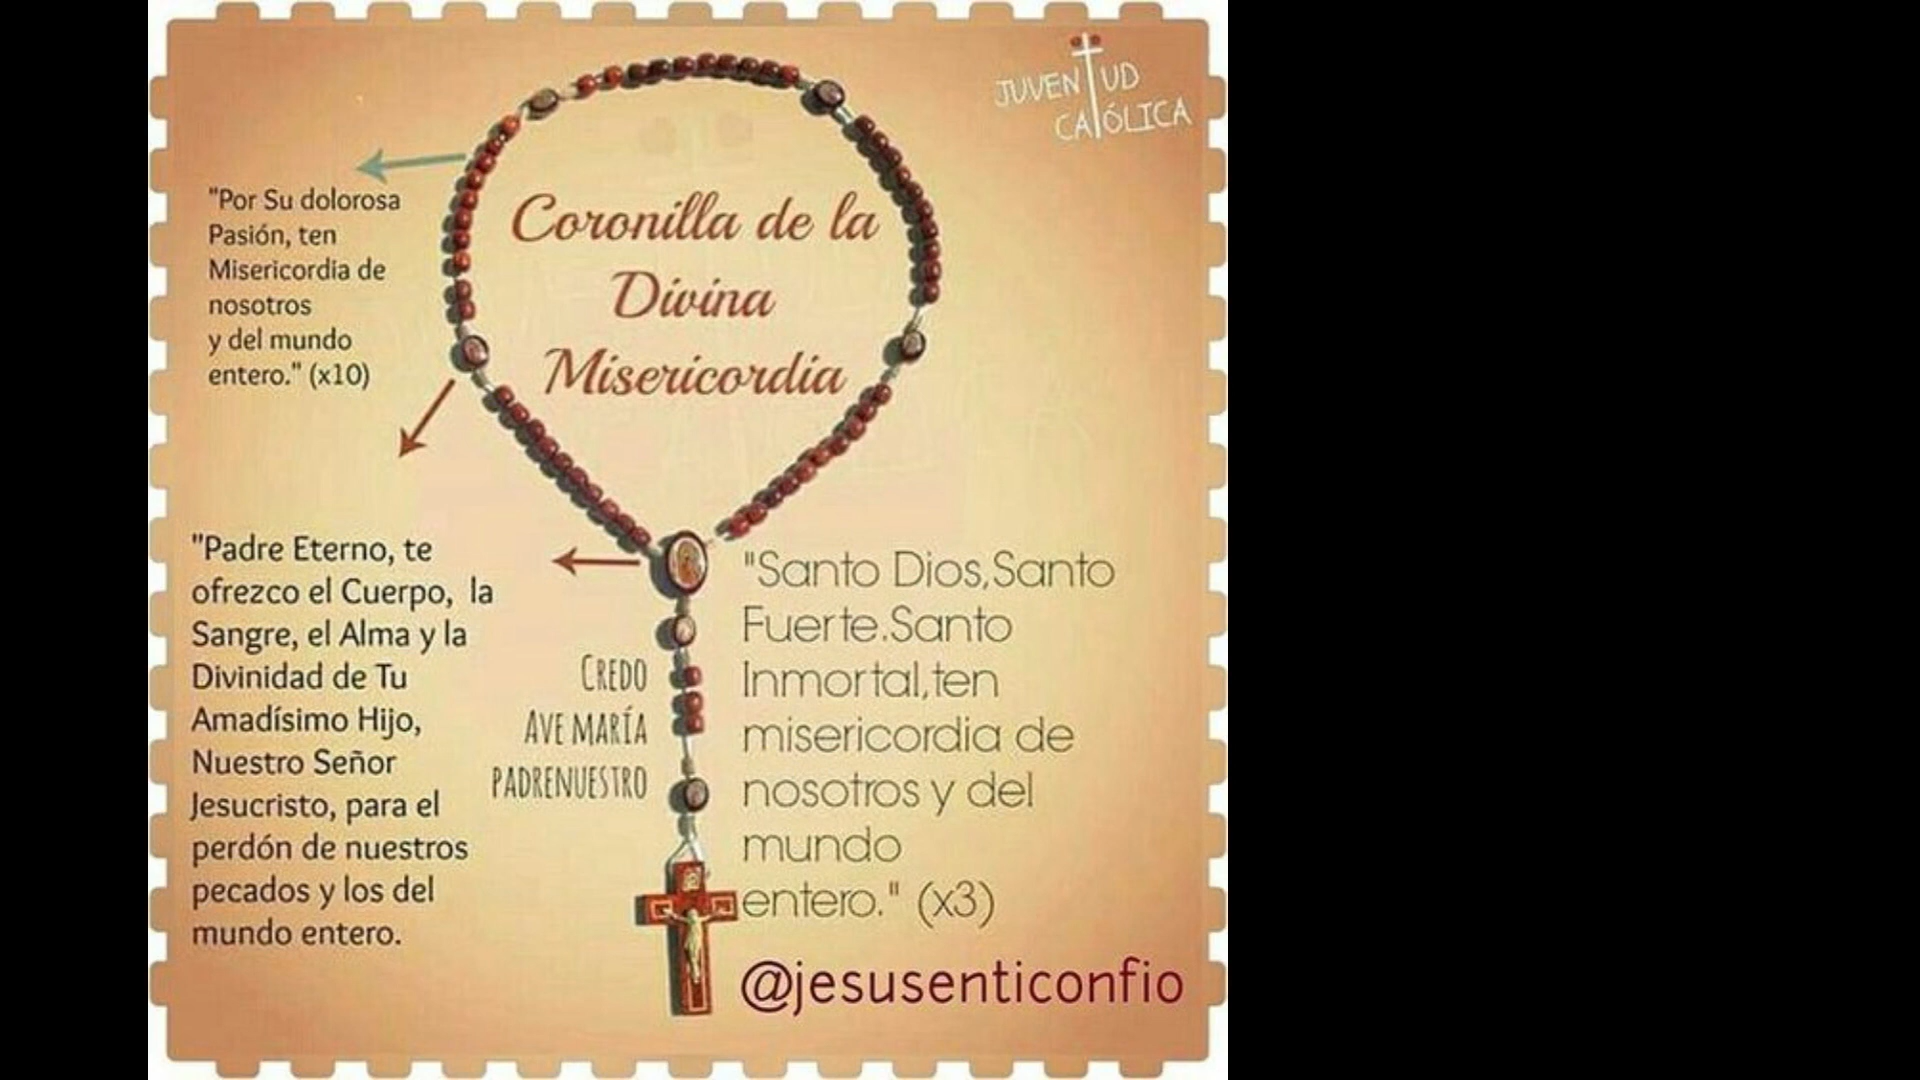 JUVENTUD
CATÓLICA
Coronilla de la
Divina
Misericordia
"Por Su dolorosa
Pasión, ten
Misericordia de
nosotros
y del mundo
entero." (x10)
"Padre Eterno, te
ofrezco el Cuerpo, la
Sangre, el Alma y la
Divinidad de Tu
Amadísimo Hijo,
Nuestro Señor
Jesucristo, para el
perdón de nuestros
pecados y los del
mundo entero.
CREDO
AVE MARÍA
PADRENUESTRO
"Santo Dios,Santo
Fuerte.Santo
Inmortal,ten
misericordia de
nosotros y del
mundo
entero." (x3)
@jesusenticonfio